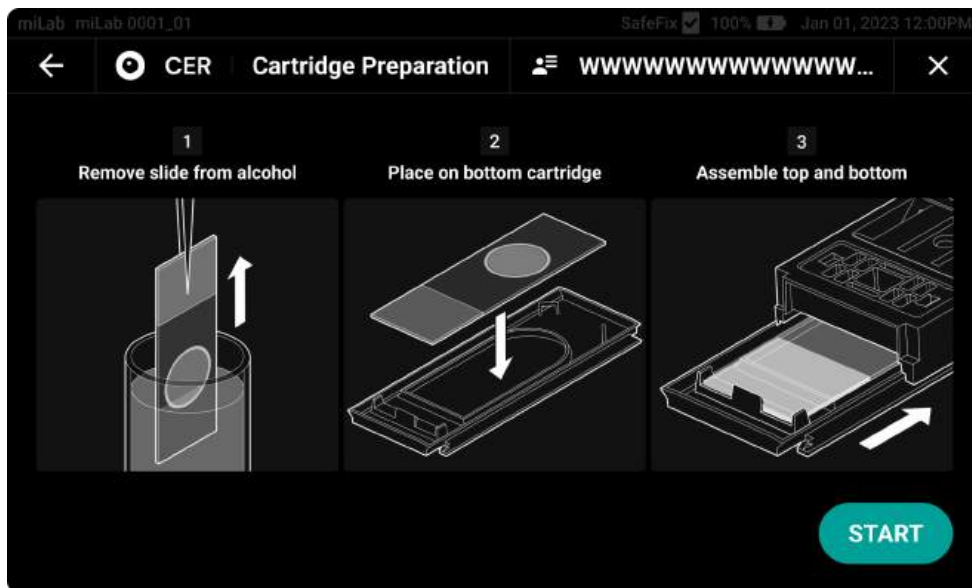 miLab miLab 0001_01 SafeFix 100% Jan 01, 2023 12:00PM
CER Cartridge Preparation WWWWWWWWWWWWWW...
1
Remove slide from alcohol
2
Place on bottom cartridge
3
Assemble top and bottom
START